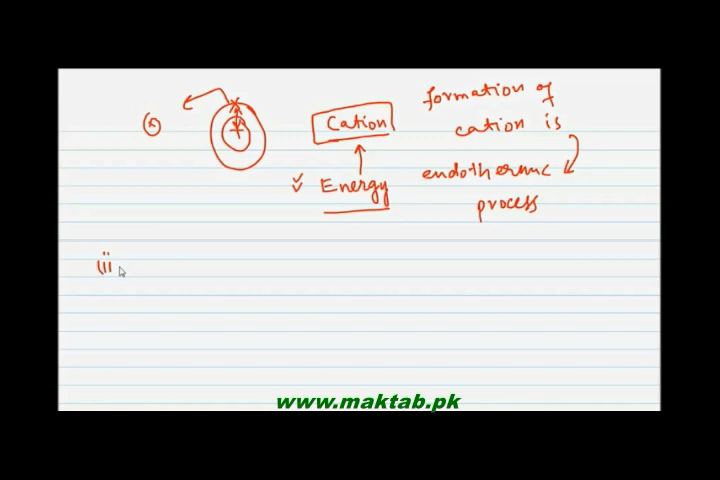 formation of
Cation
cation is
Energy
endothermic
process
(ii
www.maktab.pk